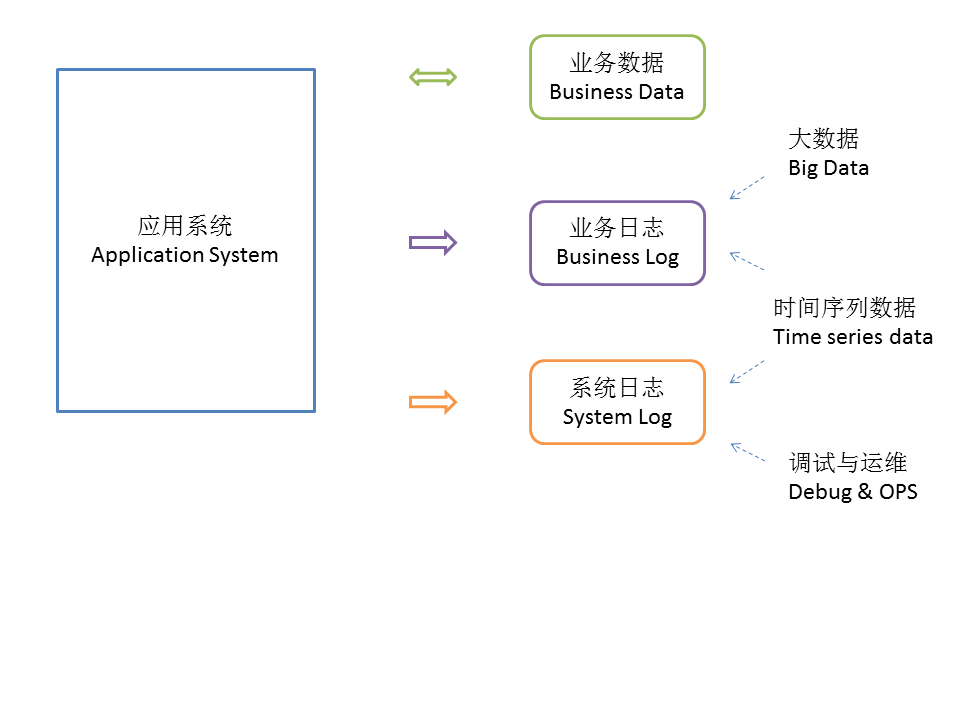 应用系统
Application System
业务数据
Business Data
业务日志
Business Log
系统日志
System Log
大数据
Big Data
时间序列数据
Time series data
调试与运维
Debug & OPS